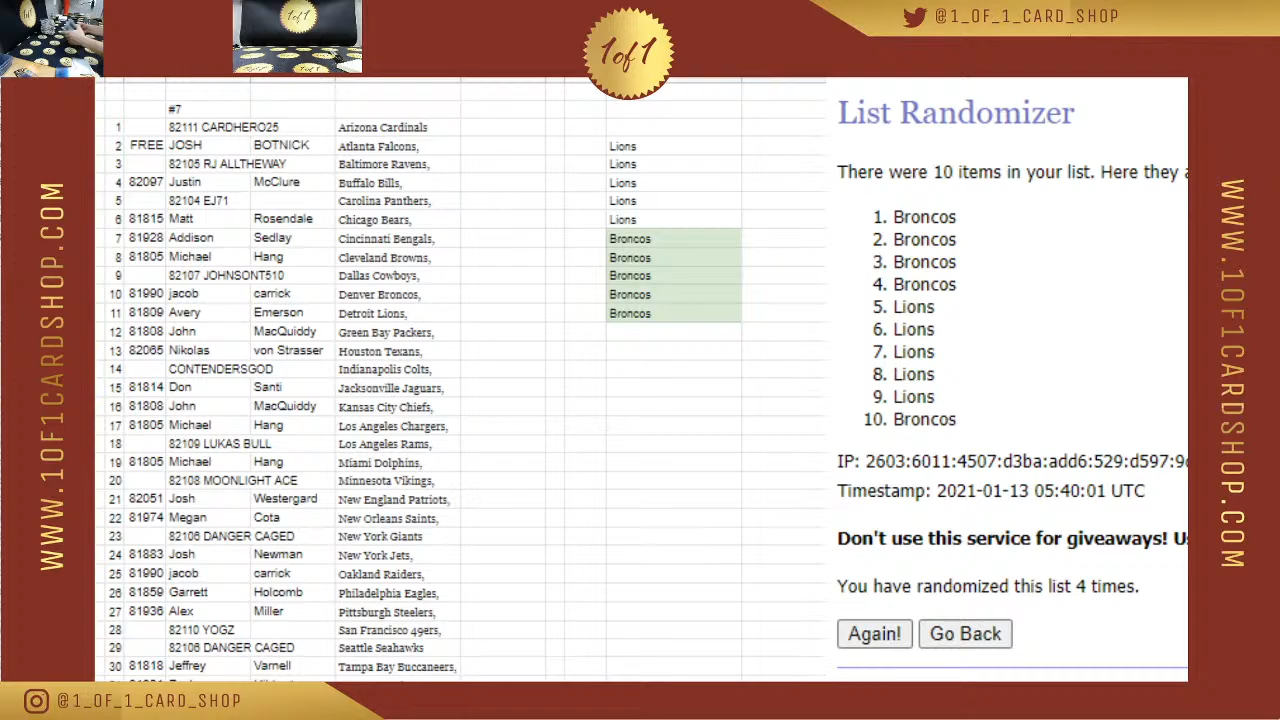 1of1
@1_OF_1_CARD_SHOP
1of1
WWW.1OF1CARDSHOP.COM
#7
1 82111 CARDHERO25 Arizona Cardinals
2 FREE JOSH BOTNICK Atlanta Falcons, Lions
3 82105 RJ ALLTHEWAY Baltimore Ravens, Lions
4 82097 Justin McClure Buffalo Bills, Lions
5 82104 EJ71 Carolina Panthers, Lions
6 81815 Matt Rosendale Chicago Bears, Lions
7 81928 Addison Sedlay Cincinnati Bengals, Broncos
8 81805 Michael Hang Cleveland Browns, Broncos
9 82107 JOHNSONT510 Dallas Cowboys, Broncos
10 81990 jacob carrick Denver Broncos, Broncos
11 81809 Avery Emerson Detroit Lions, Broncos
12 81808 John MacQuiddy Green Bay Packers,
13 82065 Nikolas von Strasser Houston Texans,
14 CONTENDERSGOD Indianapolis Colts,
15 81814 Don Santi Jacksonville Jaguars,
16 81808 John MacQuiddy Kansas City Chiefs,
17 81805 Michael Hang Los Angeles Chargers,
18 82109 LUKAS BULL Los Angeles Rams,
19 81805 Michael Hang Miami Dolphins,
20 82108 MOONLIGHT ACE Minnesota Vikings,
21 82051 Josh Westergard New England Patriots,
22 81974 Megan Cota New Orleans Saints,
23 82106 DANGER CAGED New York Giants
24 81883 Josh Newman New York Jets,
25 81990 jacob carrick Oakland Raiders,
26 81859 Garrett Holcomb Philadelphia Eagles,
27 81936 Alex Miller Pittsburgh Steelers,
28 82110 YOGZ San Francisco 49ers,
29 82106 DANGER CAGED Seattle Seahawks
30 81818 Jeffrey Varnell Tampa Bay Buccaneers,
List Randomizer
There were 10 items in your list. Here they
1. Broncos
2. Broncos
3. Broncos
4. Broncos
5. Lions
6. Lions
7. Lions
8. Lions
9. Lions
10. Broncos
IP: 2603:6011:4507:d3ba:add6:529:d597:9
Timestamp: 2021-01-13 05:40:01 UTC
Don't use this service for giveaways!
You have randomized this list 4 times.
Again!
Go Back
WWW.1OF1CARDSHOP.COM
@1_OF_1_CARD_SHOP